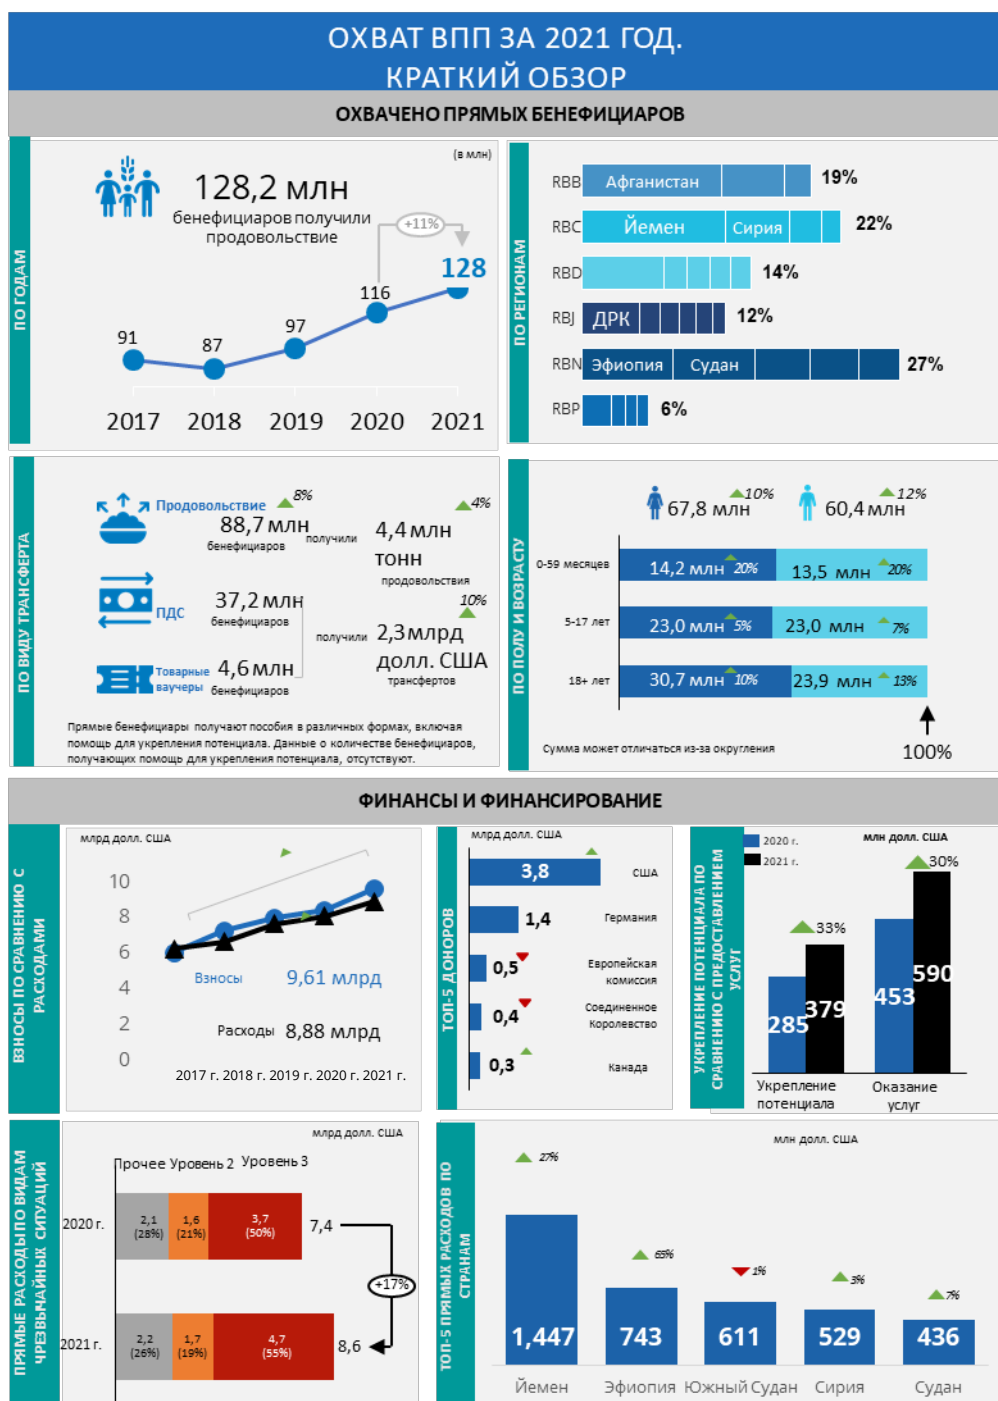 ОХВАТ ВПП ЗА 2021 ГОД.
КРАТКИЙ ОБЗОР
ОХВАЧЕНО ПРЯМЫХ БЕНЕФИЦИАРОВ
ПО ГОДАМ
(в млн)
128,2 млн
бенефициаров получили
продовольствие
+11%
128
116
97
91
87
2017 2018 2019 2020 2021
ПО РЕГИОНАМ
RBB Афганистан 19%
RBC Йемен Сирия 22%
RBD 14%
RBJ ДРК 12%
RBN Эфиопия Судан 27%
RBP 6%
ПО ВИДУ ТРАНСФЕРТА
Продовольствие 8%
88,7 млн
бенефициаров
получили
4%
4,4 млн
тонн
продовольствия
ПДС
37,2 млн
бенефициаров
Товарные
ваучеры
4,6 млн
бенефициаров
получили
10%
2,3 млрд
долл. США
трансфертов
Прямые бенефициары получают пособия в различных формах, включая
помощь для укрепления потенциала. Данные о количестве бенефициаров,
получающих помощь для укрепления потенциала, отсутствуют.
ПО ПОЛУ И ВОЗРАСТУ
67,8 млн 10% 60,4 млн 12%
0-59 месяцев 14,2 млн 20% 13,5 млн 20%
5-17 лет 23,0 млн 5% 23,0 млн 7%
18+ лет 30,7 млн 10% 23,9 млн 13%
Сумма может отличаться из-за округления
100%
ФИНАНСЫ И ФИНАНСИРОВАНИЕ
ВЗНОСЫ ПО СРАВНЕНИЮ С
РАСХОДАМИ
млрд долл. США
10
8
6
4
2
0
Взносы 9,61 млрд
Расходы 8,88 млрд
2017 г. 2018 г. 2019 г. 2020 г. 2021 г.
ТОП-5 ДОНОРОВ
млрд долл. США
3,8 США
1,4 Германия
0,5 Европейская
комиссия
0,4 Соединенное
Королевство
0,3 Канада
УКРЕПЛЕНИЕ ПОТЕНЦИАЛА ПО
СРАВНЕНИЮ С ПРЕДОСТАВЛЕНИЕМ
УСЛУГ
млн долл. США
2020 г.
2021 г.
33%
30%
285
379
453
590
Укрепление
потенциала
Оказание
услуг
ПРЯМЫЕ РАСХОДЫ ПО ВИДАМ
ЧРЕЗВЫЧАЙНЫХ СИТУАЦИЙ
млрд долл. США
Прочее Уровень 2 Уровень 3
2020 г.
2,1
(28%)
1,6
(21%)
3,7
(50%)
7,4
+17%
2021 г.
2,2
(26%)
1,7
(19%)
4,7
(55%)
8,6
ТОП-5 ПРЯМЫХ РАСХОДОВ ПО
СТРАНАМ
млн долл. США
27%
65%
1%
3%
7%
1,447 743 611 529 436
Йемен Эфиопия Южный Судан Сирия Судан